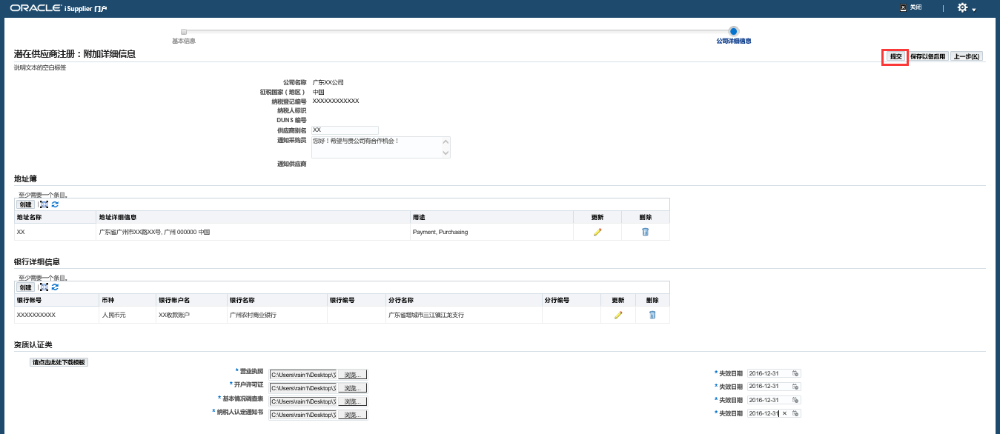 ORACLE iSupplier 门户 关闭
基本信息 公司详细信息
潜在供应商注册：附加详细信息 提交 保存以备后用 上一步(K)
说明文本的空白标签
公司名称 广东XX公司
征税国家（地区） 中国
纳税登记编号 XXXXXXXXXXXX
纳税人标识
DUNS 编号
供应商别名 XX
通知采购员 您好！希望与贵公司有合作机会！
通知供应商
地址簿
至少需要一个条目。
创建
地址名称 地址详细信息 用途 更新 删除
XX 广东省广州市XX路XX号, 广州 000000 中国 Payment, Purchasing
银行详细信息
至少需要一个条目。
创建
银行帐号 币种 银行帐户名 银行名称 银行编号 分行名称 分行编号 更新 删除
XXXXXXXXXX 人民币元 XX收款账户 广州农村商业银行 广东省增城市三江镇江龙支行
资质认证类
请点击此处下载模板
* 营业执照 C:\Users\rain1\Desktop\ 浏览... * 失效日期 2016-12-31
* 开户许可证 C:\Users\rain1\Desktop\ 浏览... * 失效日期 2016-12-31
* 基本情况调查表 C:\Users\rain1\Desktop\ 浏览... * 失效日期 2016-12-31
* 纳税人认定通知书 C:\Users\rain1\Desktop\ 浏览... * 失效日期 2016-12-31